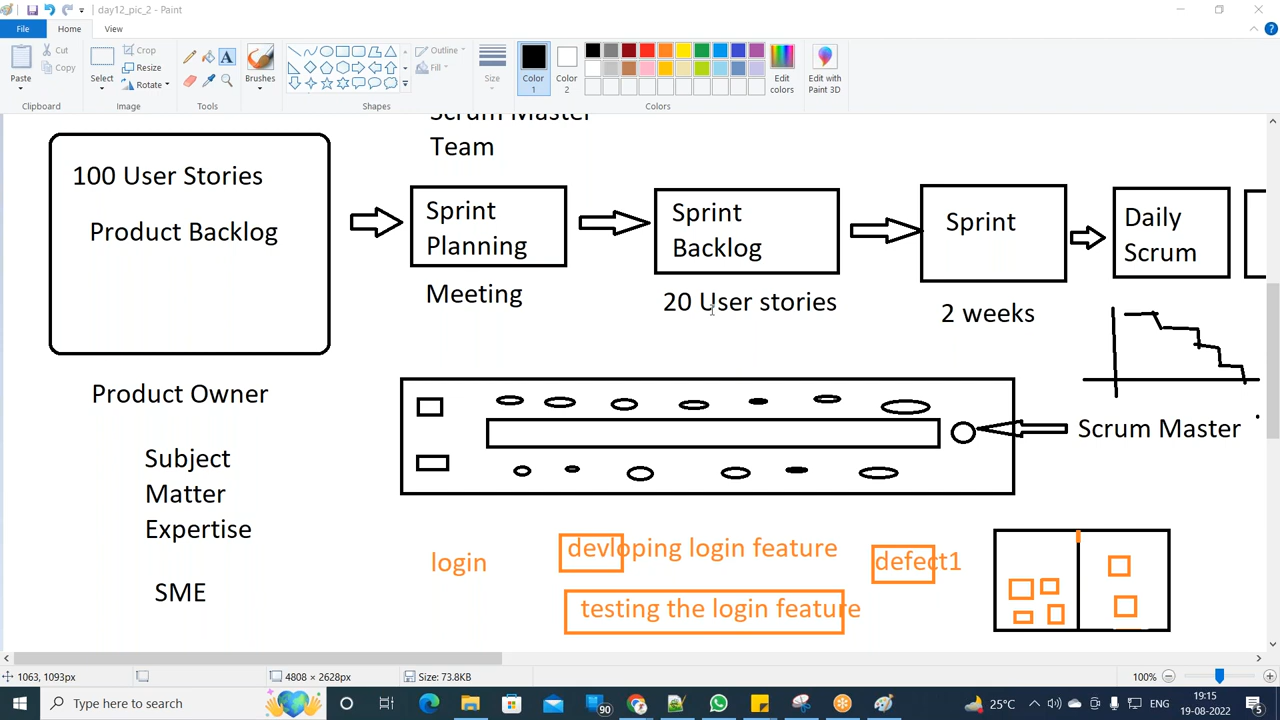 day12_pic_2 - Paint
File
Home
View
Paste
Cut
Copy
Clipboard
Select
Crop
Resize
Rotate
Image
A
Tools
Brushes
Shapes
Outline
Fill
Size
Color
1
Color
2
Edit
colors
Colors
Edit with
Paint 3D
Scrum Master
Team
100 User Stories
Product Backlog
Sprint
Planning
Meeting
Sprint
Backlog
20 User stories
Sprint
2 weeks
Daily
Scrum
Product Owner
Subject
Matter
Expertise
SME
Scrum Master
login
devloping login feature
testing the login feature
defect1
1063, 1093px
4808 × 2628px
Size: 73.8KB
100%
Type here to search
90
25°C
ENG
19:15
19-08-2022